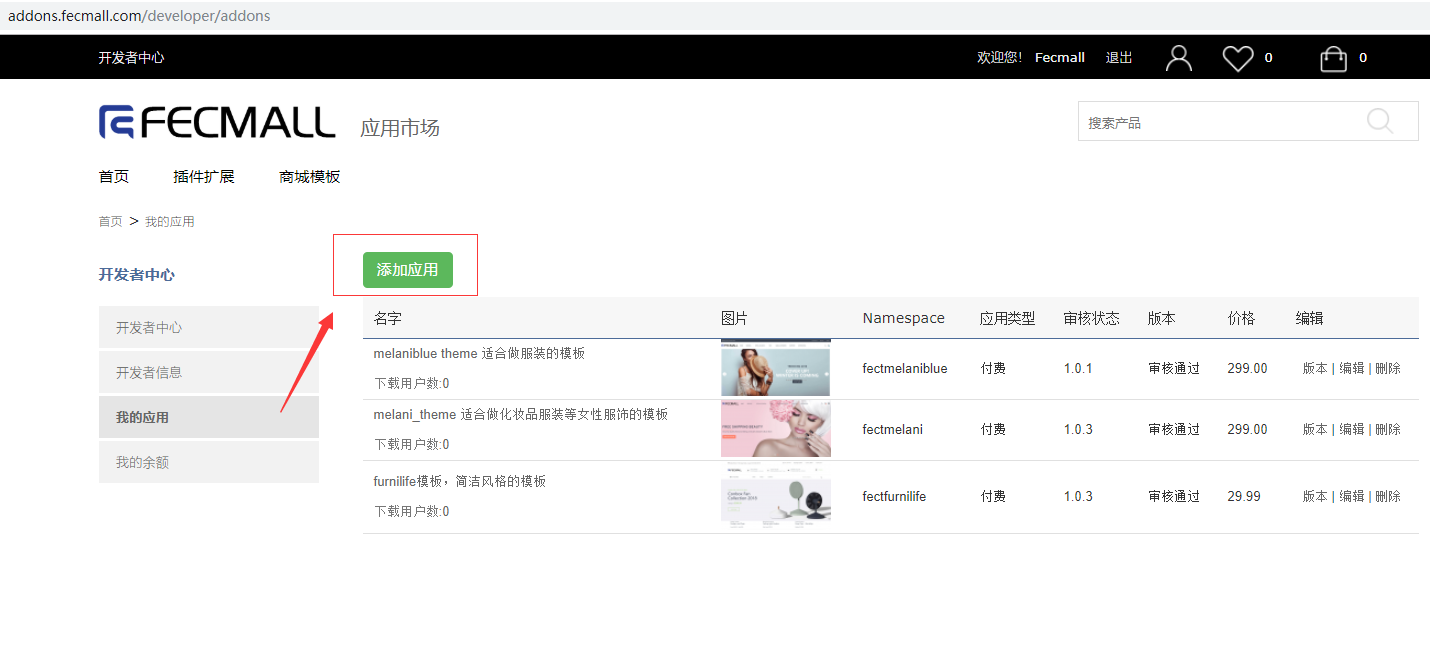 addons.fecmall.com/developer/addons
开发者中心 欢迎您! Fecmall 退出 0 0
FECMALL 应用市场 搜索产品
首页 插件扩展 商城模板
首页 > 我的应用
添加应用
开发者中心
开发者中心
开发者信息
我的应用
我的余额
名字 图片 Namespace 应用类型 审核状态 版本 价格 编辑
melaniblue theme 适合做服装的模板
下载用户数:0
fectmelaniblue 付费 1.0.1 审核通过 299.00 版本 | 编辑 | 删除
melani_theme 适合做化妆品服装等女性服饰的模板
下载用户数:0
fectmelani 付费 1.0.3 审核通过 299.00 版本 | 编辑 | 删除
furnilife模板，简洁风格的模板
下载用户数:0
fectfurnilife 付费 1.0.3 审核通过 29.99 版本 | 编辑 | 删除